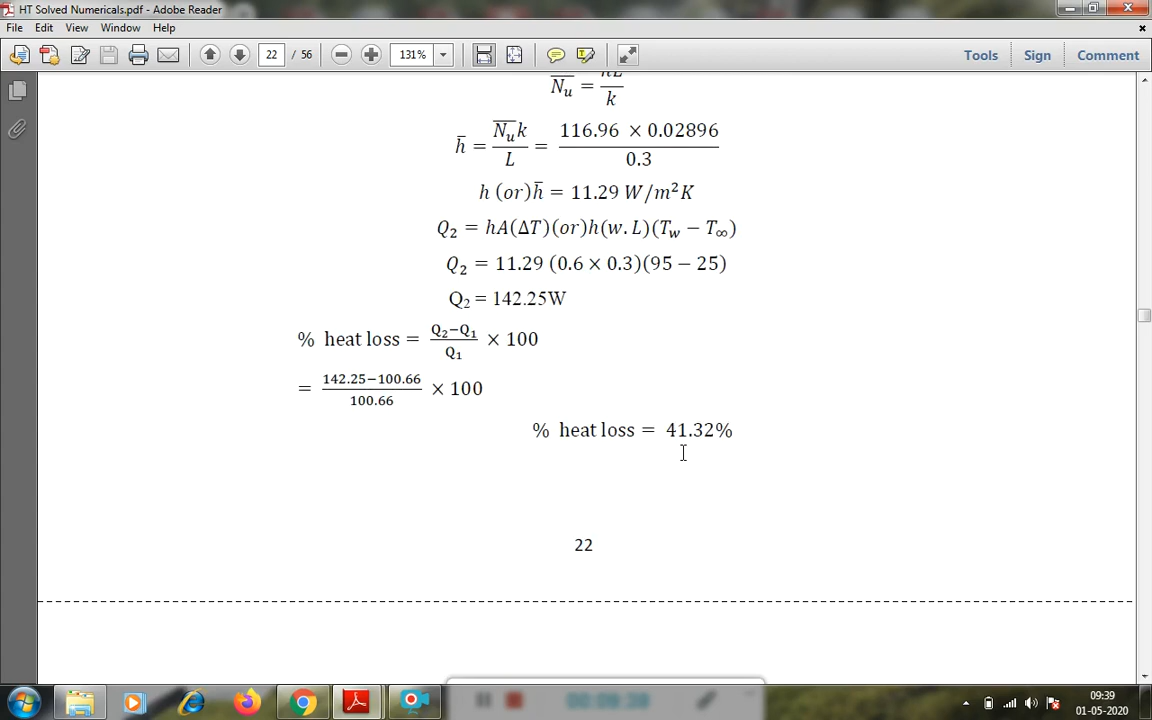 HT Solved Numericals.pdf - Adobe Reader
File Edit View Window Help
22 / 56 131% Tools Sign Comment
N̅u̅ = hL/k
h̄ = N̅u̅k/L = 116.96 × 0.02896/0.3
h (or)h̄ = 11.29 W/m²K
Q₂ = hA(ΔT)(or)h(w.L)(T_w − T_∞)
Q₂ = 11.29 (0.6 × 0.3)(95 − 25)
Q₂ = 142.25W
% heat loss = Q₂−Q₁/Q₁ × 100
= 142.25−100.66/100.66 × 100
% heat loss = 41.32%
22
09:39
01-05-2020